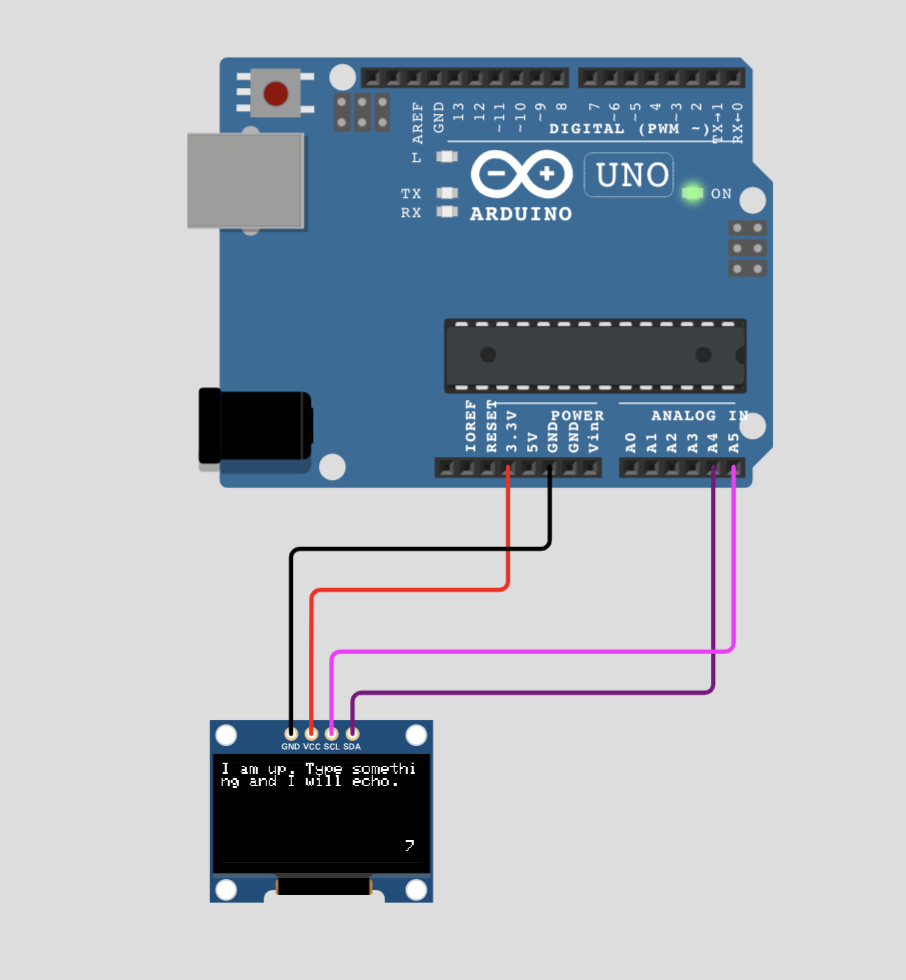 AREF
GND
13
12
~11
~10
~9
8
7
~6
~5
4
~3
2
TX→1
RX←0
DIGITAL (PWM ~)
L
TX
RX
UNO
ON
ARDUINO
IOREF
RESET
3.3V
5V
GND
GND
Vin
POWER
ANALOG IN
A0
A1
A2
A3
A4
A5
GND VCC SCL SDA
I am up. Type somethi
ng and I will echo.
7